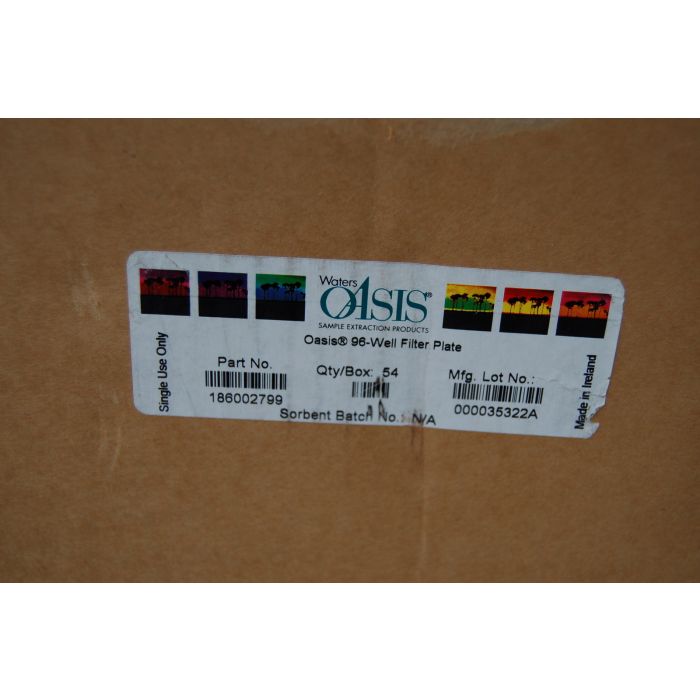 Waters
OASIS®
SAMPLE EXTRACTION PRODUCTS
Oasis® 96-Well Filter Plate
Single Use Only
Part No.
186002799
Qty/Box: 54
Mfg. Lot No.:
000035322A
Sorbent Batch No.: N/A
Made in Ireland